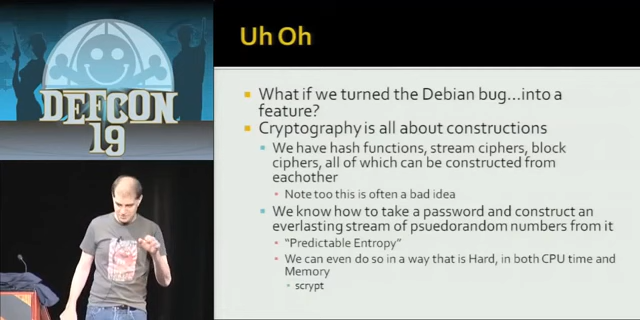 DEFCON
19
Uh Oh
What if we turned the Debian bug...into a
feature?
Cryptography is all about constructions
We have hash functions, stream ciphers, block
ciphers, all of which can be constructed from
eachother
Note too this is often a bad idea
We know how to take a password and construct an
everlasting stream of psuedorandom numbers from it
“Predictable Entropy”
We can even do so in a way that is Hard, in both CPU time and
Memory
scrypt